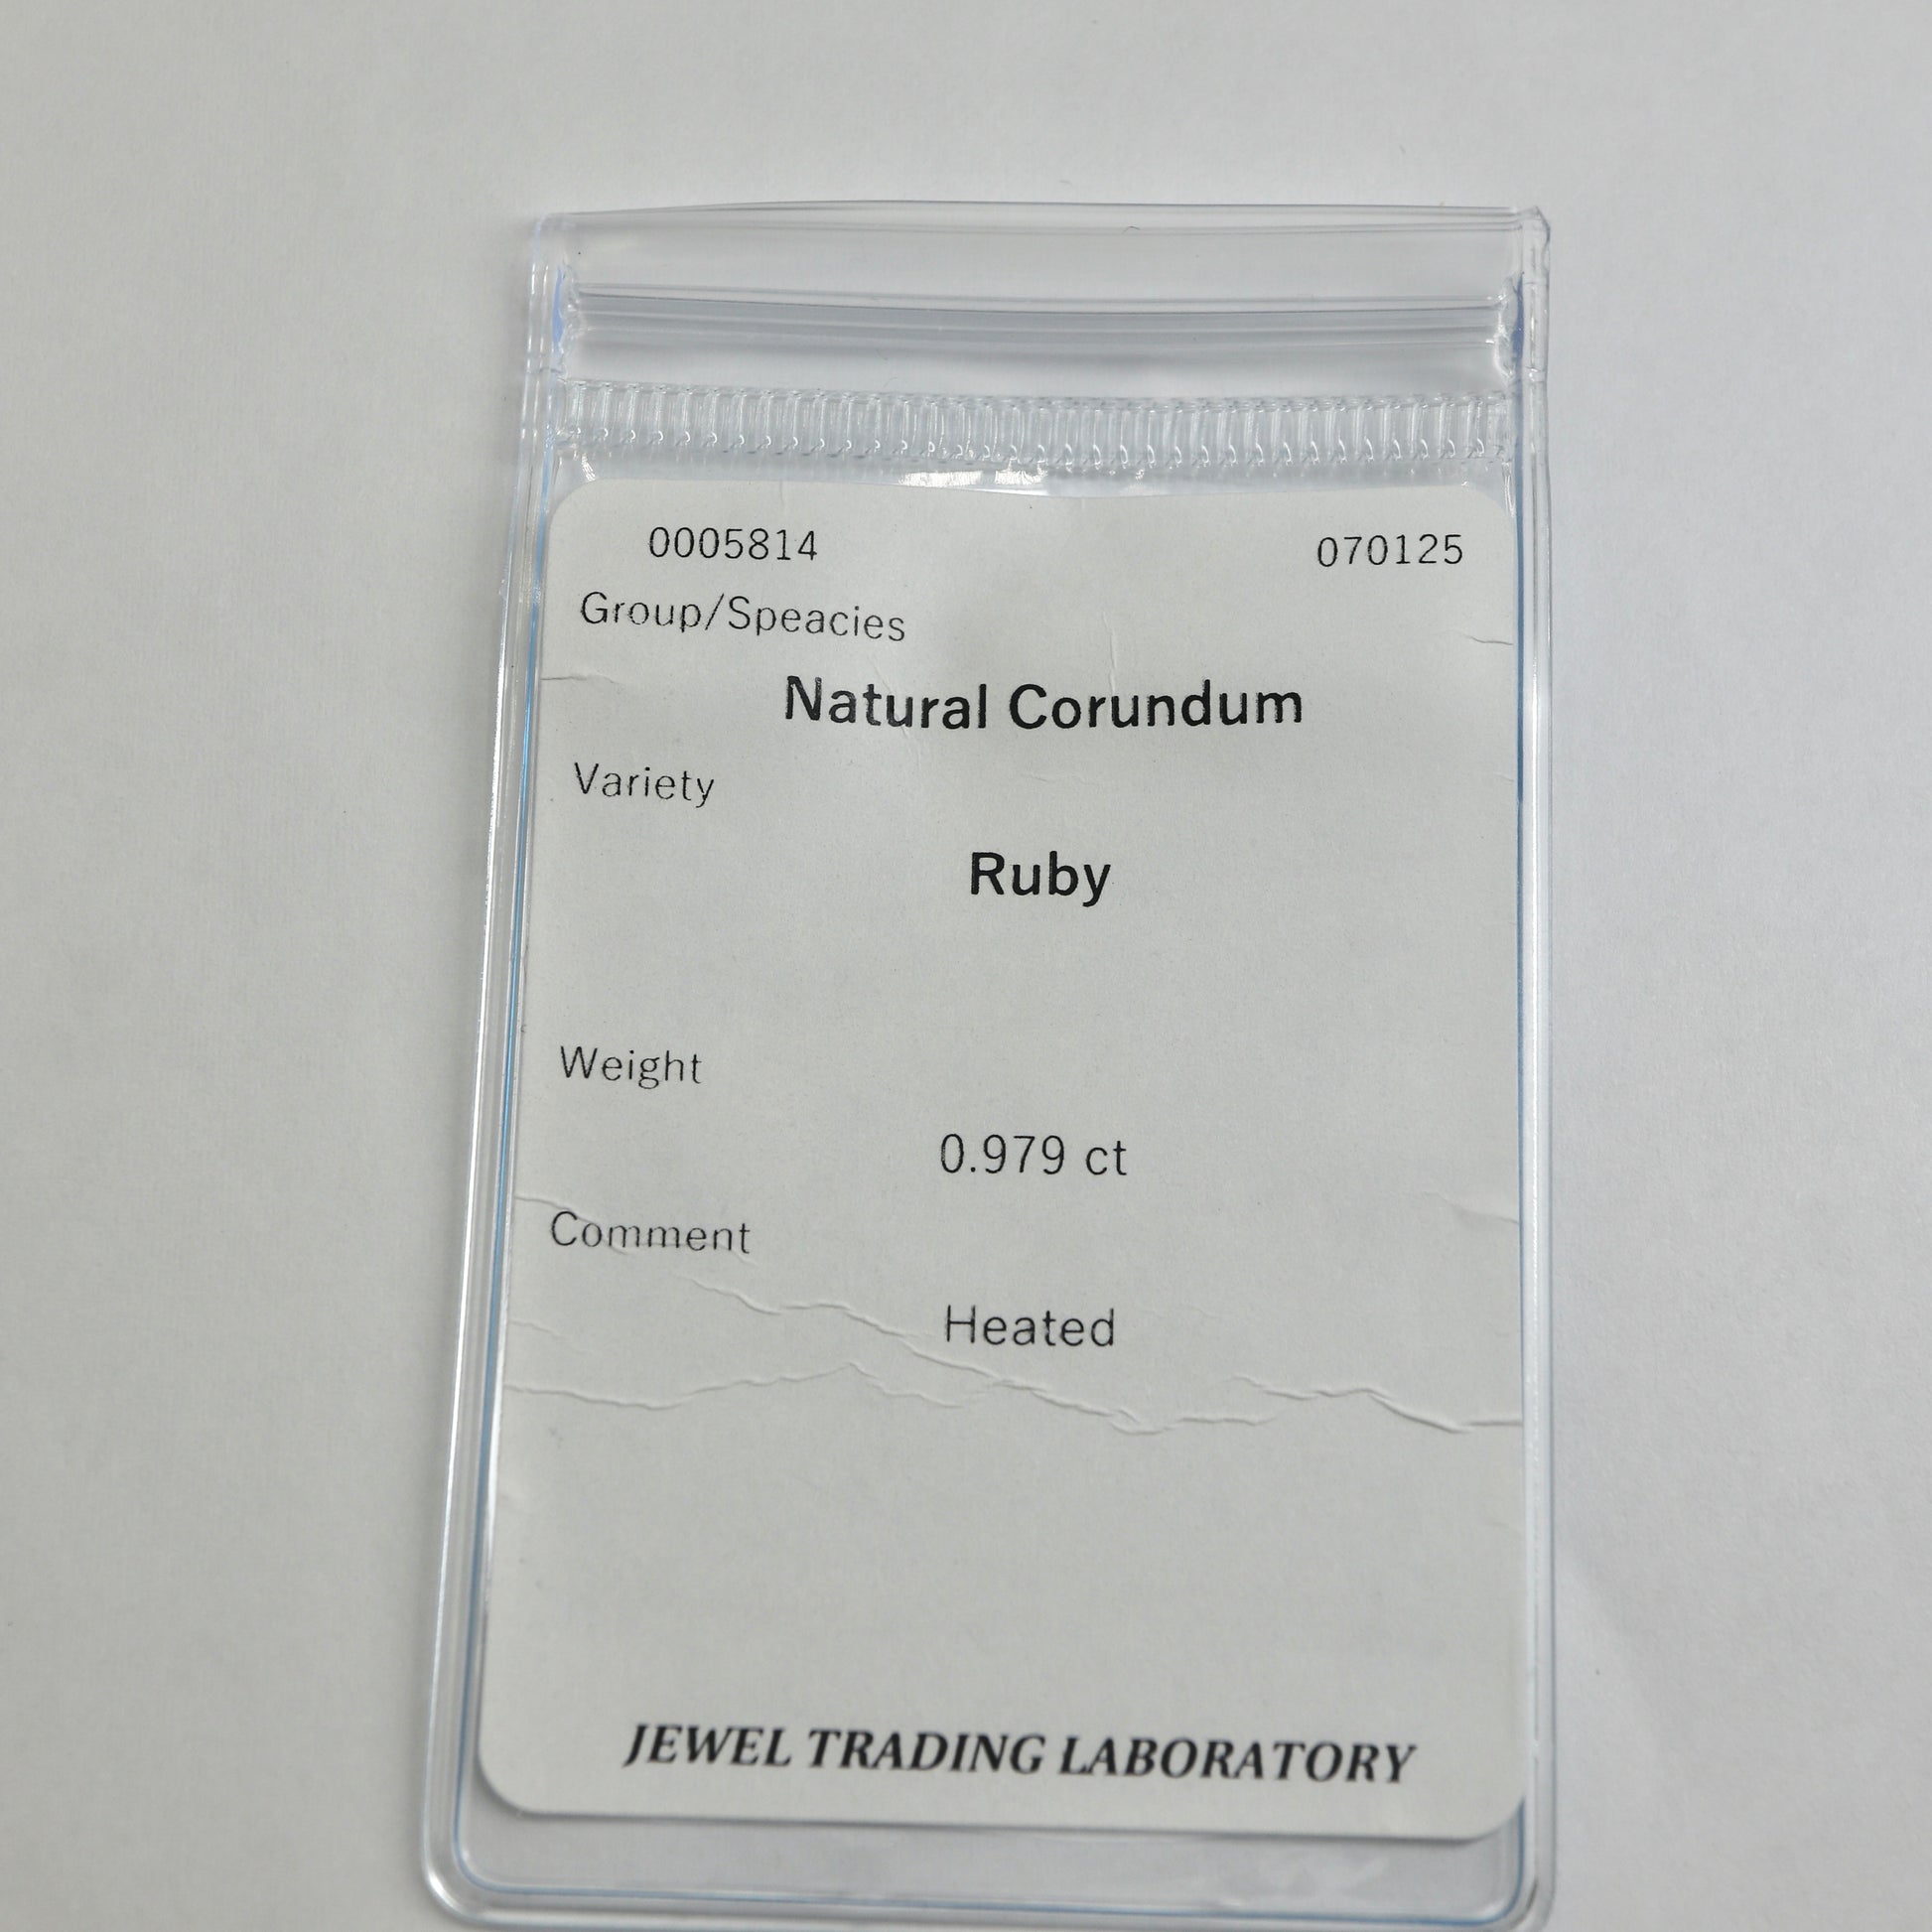 0005814 070125
Group/Speacies
Natural Corundum
Variety
Ruby
Weight
0.979 ct
Comment
Heated
JEWEL TRADING LABORATORY